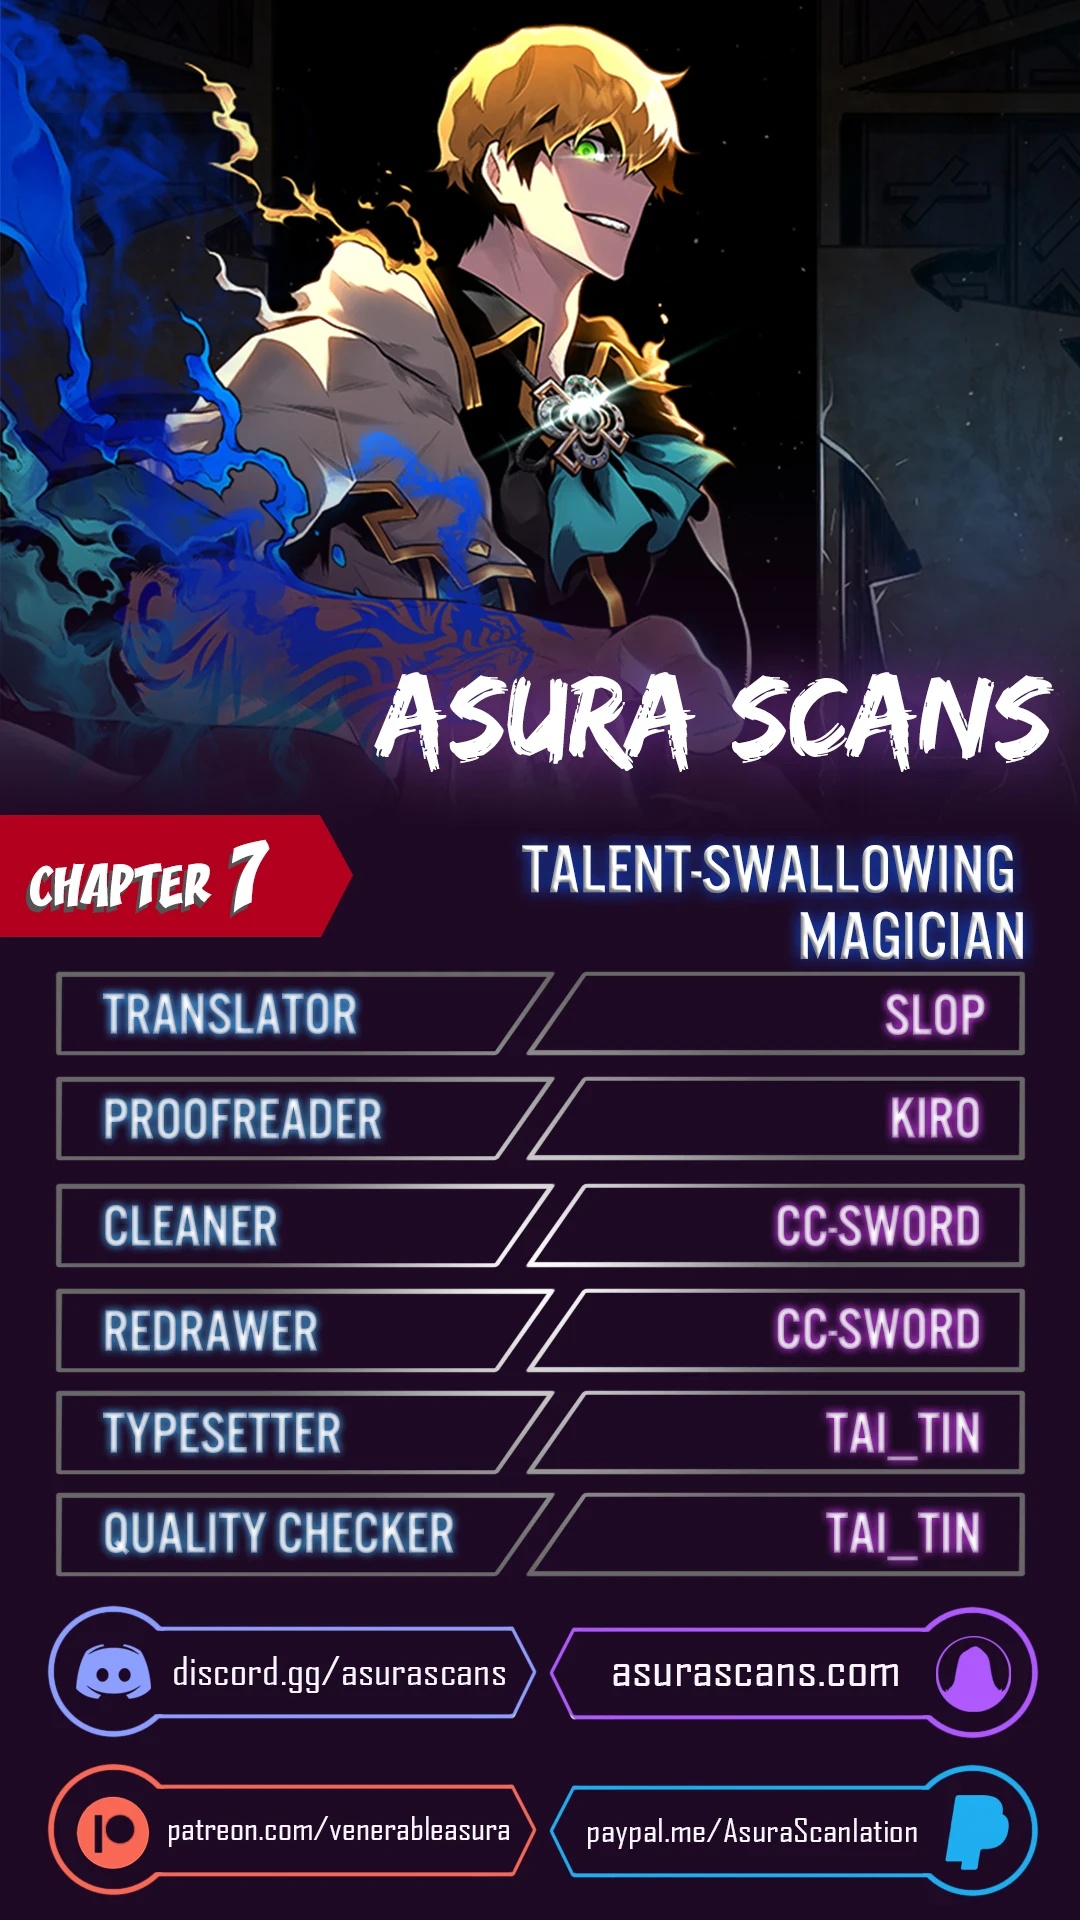 ASURA SCANS
CHAPTER 7
TALENT-SWALLOWING
MAGICIAN
TRANSLATOR
SLOP
PROOFREADER
KIRO
CLEANER
CC-SWORD
REDRAWER
CC-SWORD
TYPESETTER
TAI_TIN
QUALITY CHECKER
TAI_TIN
discord.gg/asurascans
asurascans.com
patreon.com/venerableasura
paypal.me/AsuraScanlation